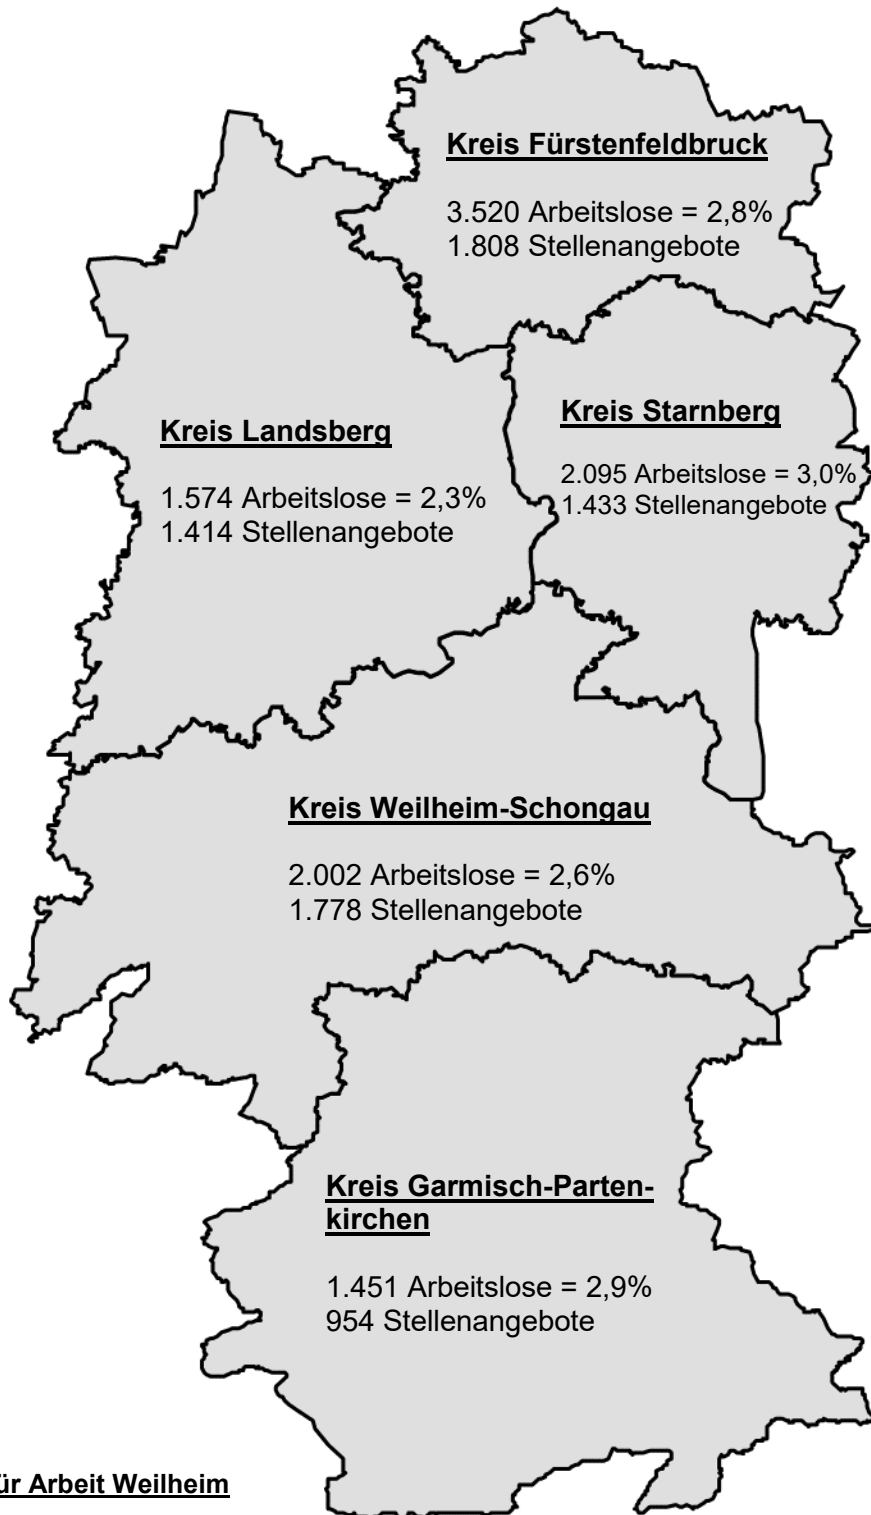 Kreis Fürstenfeldbruck
3.520 Arbeitslose = 2,8%
1.808 Stellenangebote
Kreis Starnberg
2.095 Arbeitslose = 3,0%
1.433 Stellenangebote
Kreis Landsberg
1.574 Arbeitslose = 2,3%
1.414 Stellenangebote
Kreis Weilheim-Schongau
2.002 Arbeitslose = 2,6%
1.778 Stellenangebote
Kreis Garmisch-Parten-
kirchen
1.451 Arbeitslose = 2,9%
954 Stellenangebote
ür Arbeit Weilheim